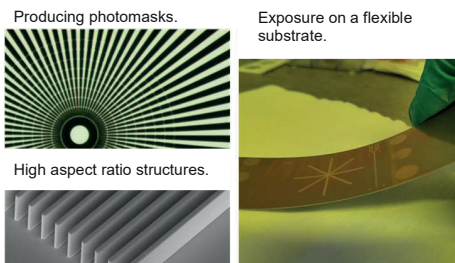 Producing photomasks.
High aspect ratio structures.
Exposure on a flexible
substrate.